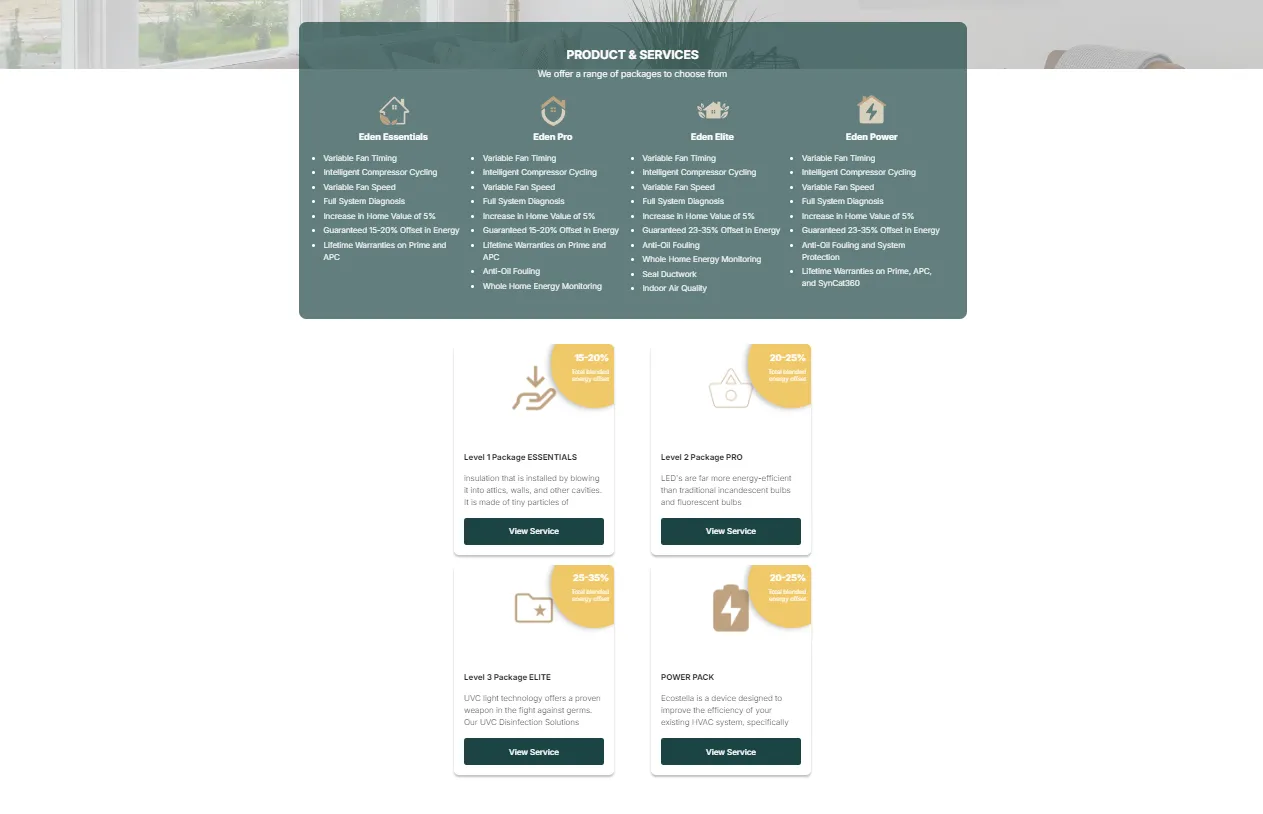 PRODUCT & SERVICES
We offer a range of packages to choose from
Eden Essentials
Variable Fan Timing
Intelligent Compressor Cycling
Variable Fan Speed
Full System Diagnosis
Increase in Home Value of 5%
Guaranteed 15-20% Offset in Energy
Lifetime Warranties on Prime and
APC
Eden Pro
Variable Fan Timing
Intelligent Compressor Cycling
Variable Fan Speed
Full System Diagnosis
Increase in Home Value of 5%
Guaranteed 15-20% Offset in Energy
Lifetime Warranties on Prime and
APC
Anti-Oil Fouling
Whole Home Energy Monitoring
Eden Elite
Variable Fan Timing
Intelligent Compressor Cycling
Variable Fan Speed
Full System Diagnosis
Increase in Home Value of 5%
Guaranteed 23-35% Offset in Energy
Anti-Oil Fouling
Whole Home Energy Monitoring
Seal Ductwork
Indoor Air Quality
Eden Power
Variable Fan Timing
Intelligent Compressor Cycling
Variable Fan Speed
Full System Diagnosis
Increase in Home Value of 5%
Guaranteed 23-35% Offset in Energy
Anti-Oil Fouling and System
Protection
Lifetime Warranties on Prime, APC,
and SynCat360
15-20%
Total blended
energy offset
Level 1 Package ESSENTIALS
insulation that is installed by blowing
it into attics, walls, and other cavities.
It is made of tiny particles of
View Service
20-25%
Total blended
energy offset
Level 2 Package PRO
LED's are far more energy-efficient
than traditional incandescent bulbs
and fluorescent bulbs
View Service
25-35%
Total blended
energy offset
Level 3 Package ELITE
UVC light technology offers a proven
weapon in the fight against germs.
Our UVC Disinfection Solutions
View Service
20-25%
Total blended
energy offset
POWER PACK
Ecostella is a device designed to
improve the efficiency of your
existing HVAC system, specifically
View Service